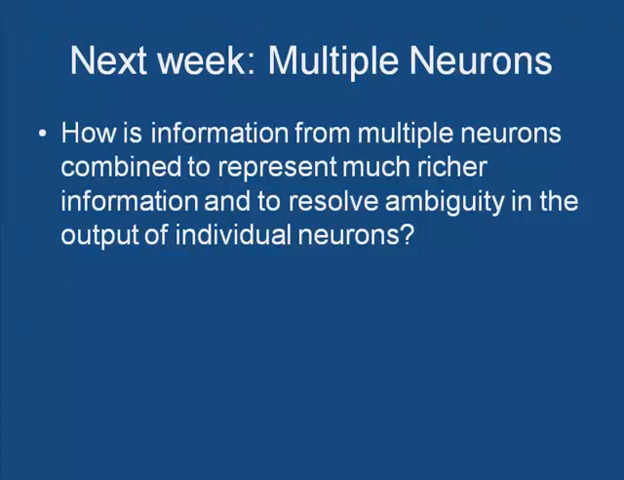 Next week: Multiple Neurons
• How is information from multiple neurons
combined to represent much richer
information and to resolve ambiguity in the
output of individual neurons?